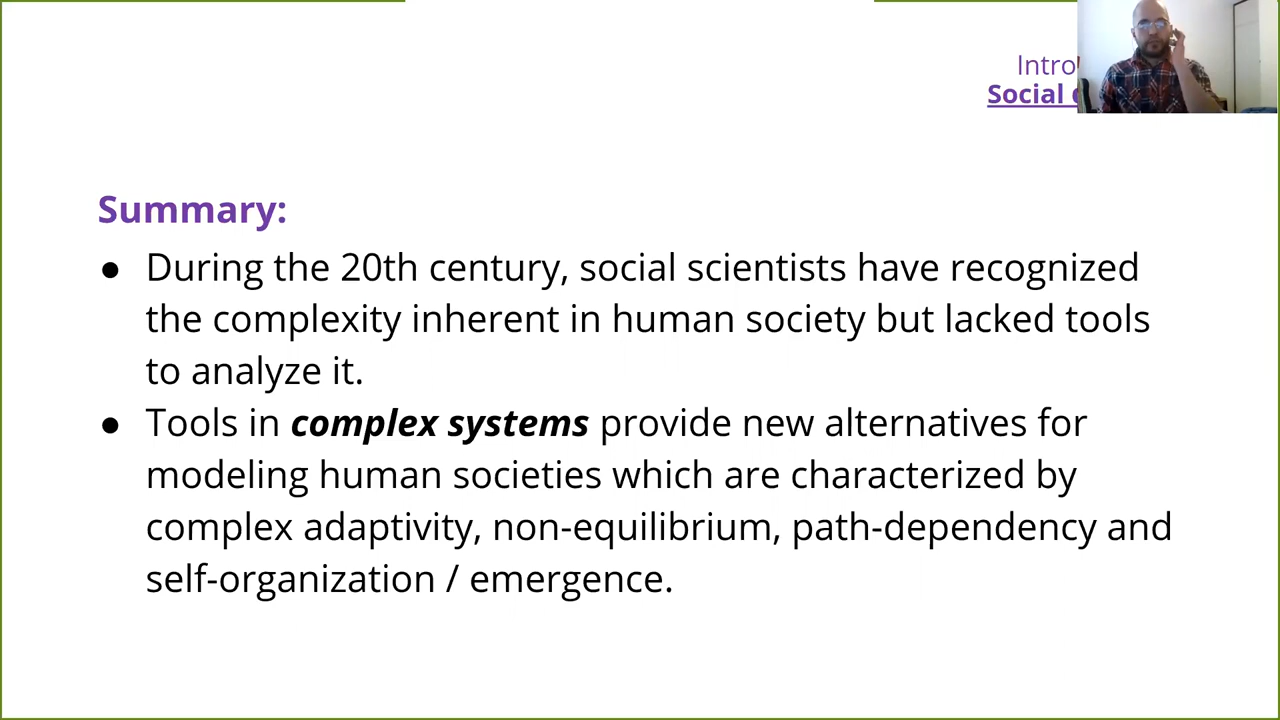 Social
Summary:
● During the 20th century, social scientists have recognized
the complexity inherent in human society but lacked tools
to analyze it.
● Tools in complex systems provide new alternatives for
modeling human societies which are characterized by
complex adaptivity, non-equilibrium, path-dependency and
self-organization / emergence.